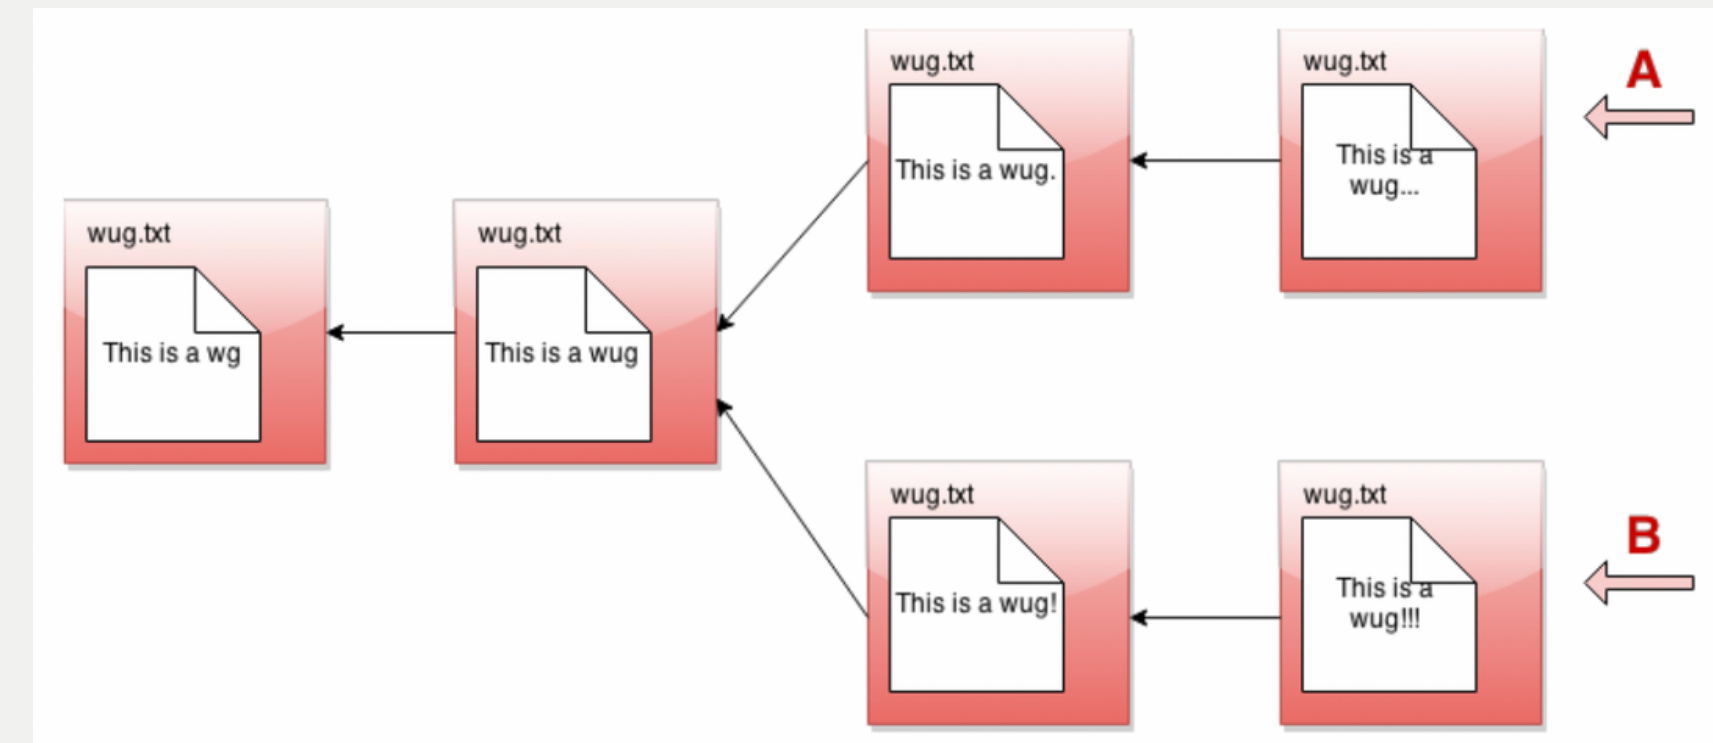 wug.txt
This is a wg
wug.txt
This is a wug
wug.txt
This is a wug.
wug.txt
This is a
wug...
A
wug.txt
This is a wug!
wug.txt
This is a
wug!!!
B